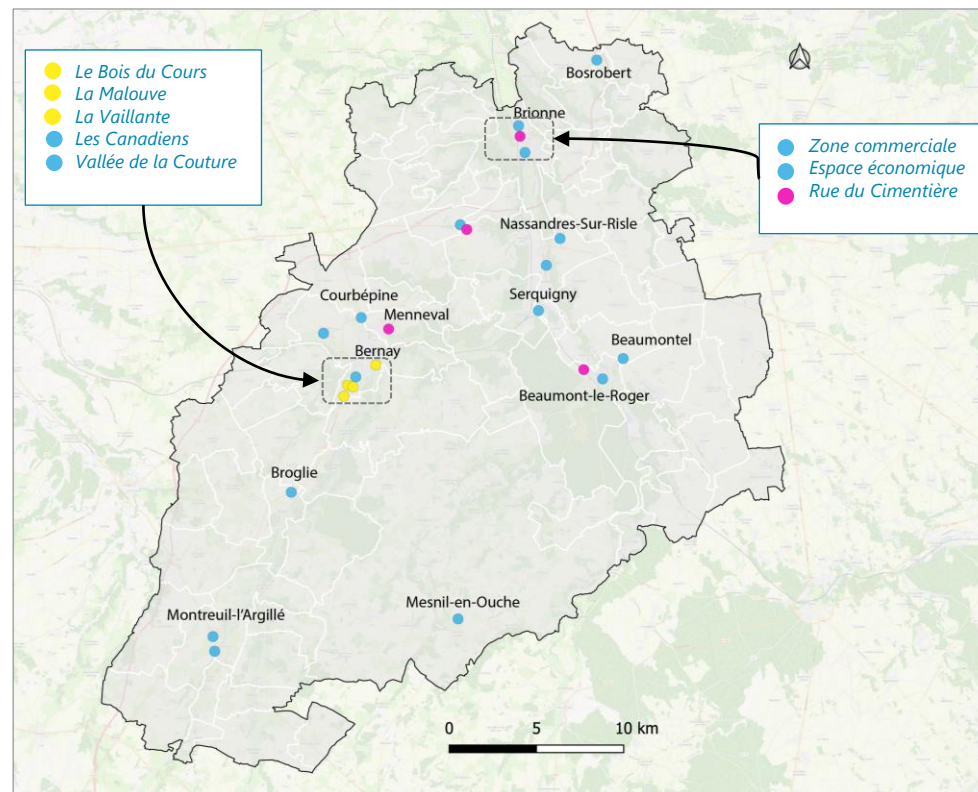 Le Bois du Cours
La Malouve
La Vaillante
Les Canadiens
Vallée de la Couture
Bosrobert
Brionne
Zone commerciale
Espace économique
Rue du Cimentière
Nassandres-Sur-Risle
Courbépine
Menneval
Serquigny
Bernay
Beaumontel
Beaumont-le-Roger
Broglie
Mesnil-en-Ouche
Montreuil-l'Argillé
0 5 10 km